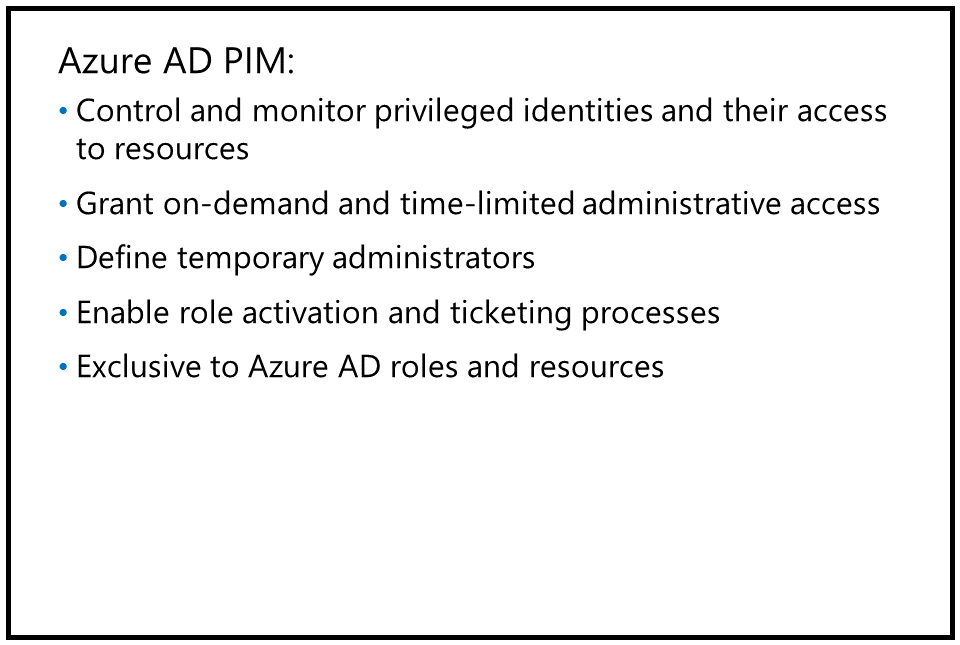 Azure AD PIM:
• Control and monitor privileged identities and their access
to resources
• Grant on-demand and time-limited administrative access
• Define temporary administrators
• Enable role activation and ticketing processes
• Exclusive to Azure AD roles and resources